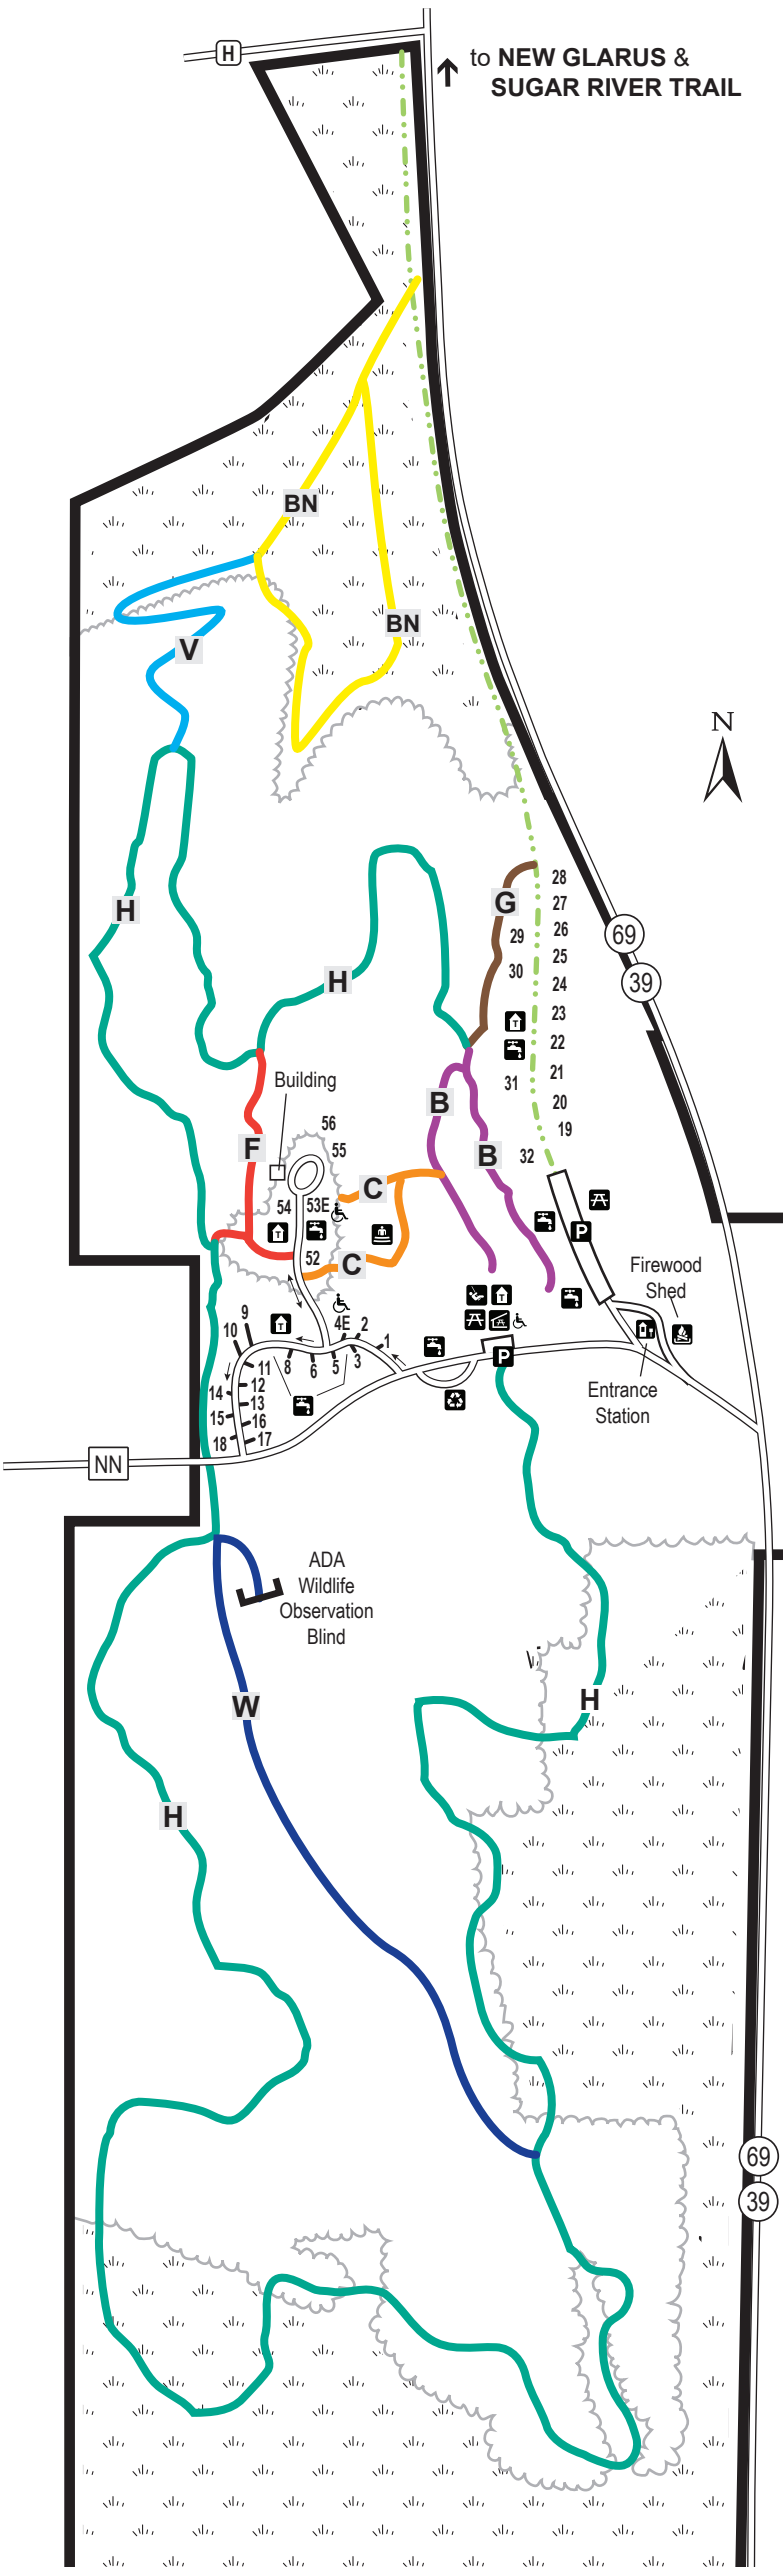 H
to NEW GLARUS &
SUGAR RIVER TRAIL
BN
BN
V
N
H
G
28
27
26
25
24
23
22
21
20
19
29
30
31
32
69
39
H
Building
B
B
F
56
55
54
53E
52
C
C
P
Firewood
Shed
Entrance
Station
10
9
4E
2
1
3
5
6
8
11
12
13
14
15
16
17
18
P
NN
ADA
Wildlife
Observation
Blind
W
H
H
69
39